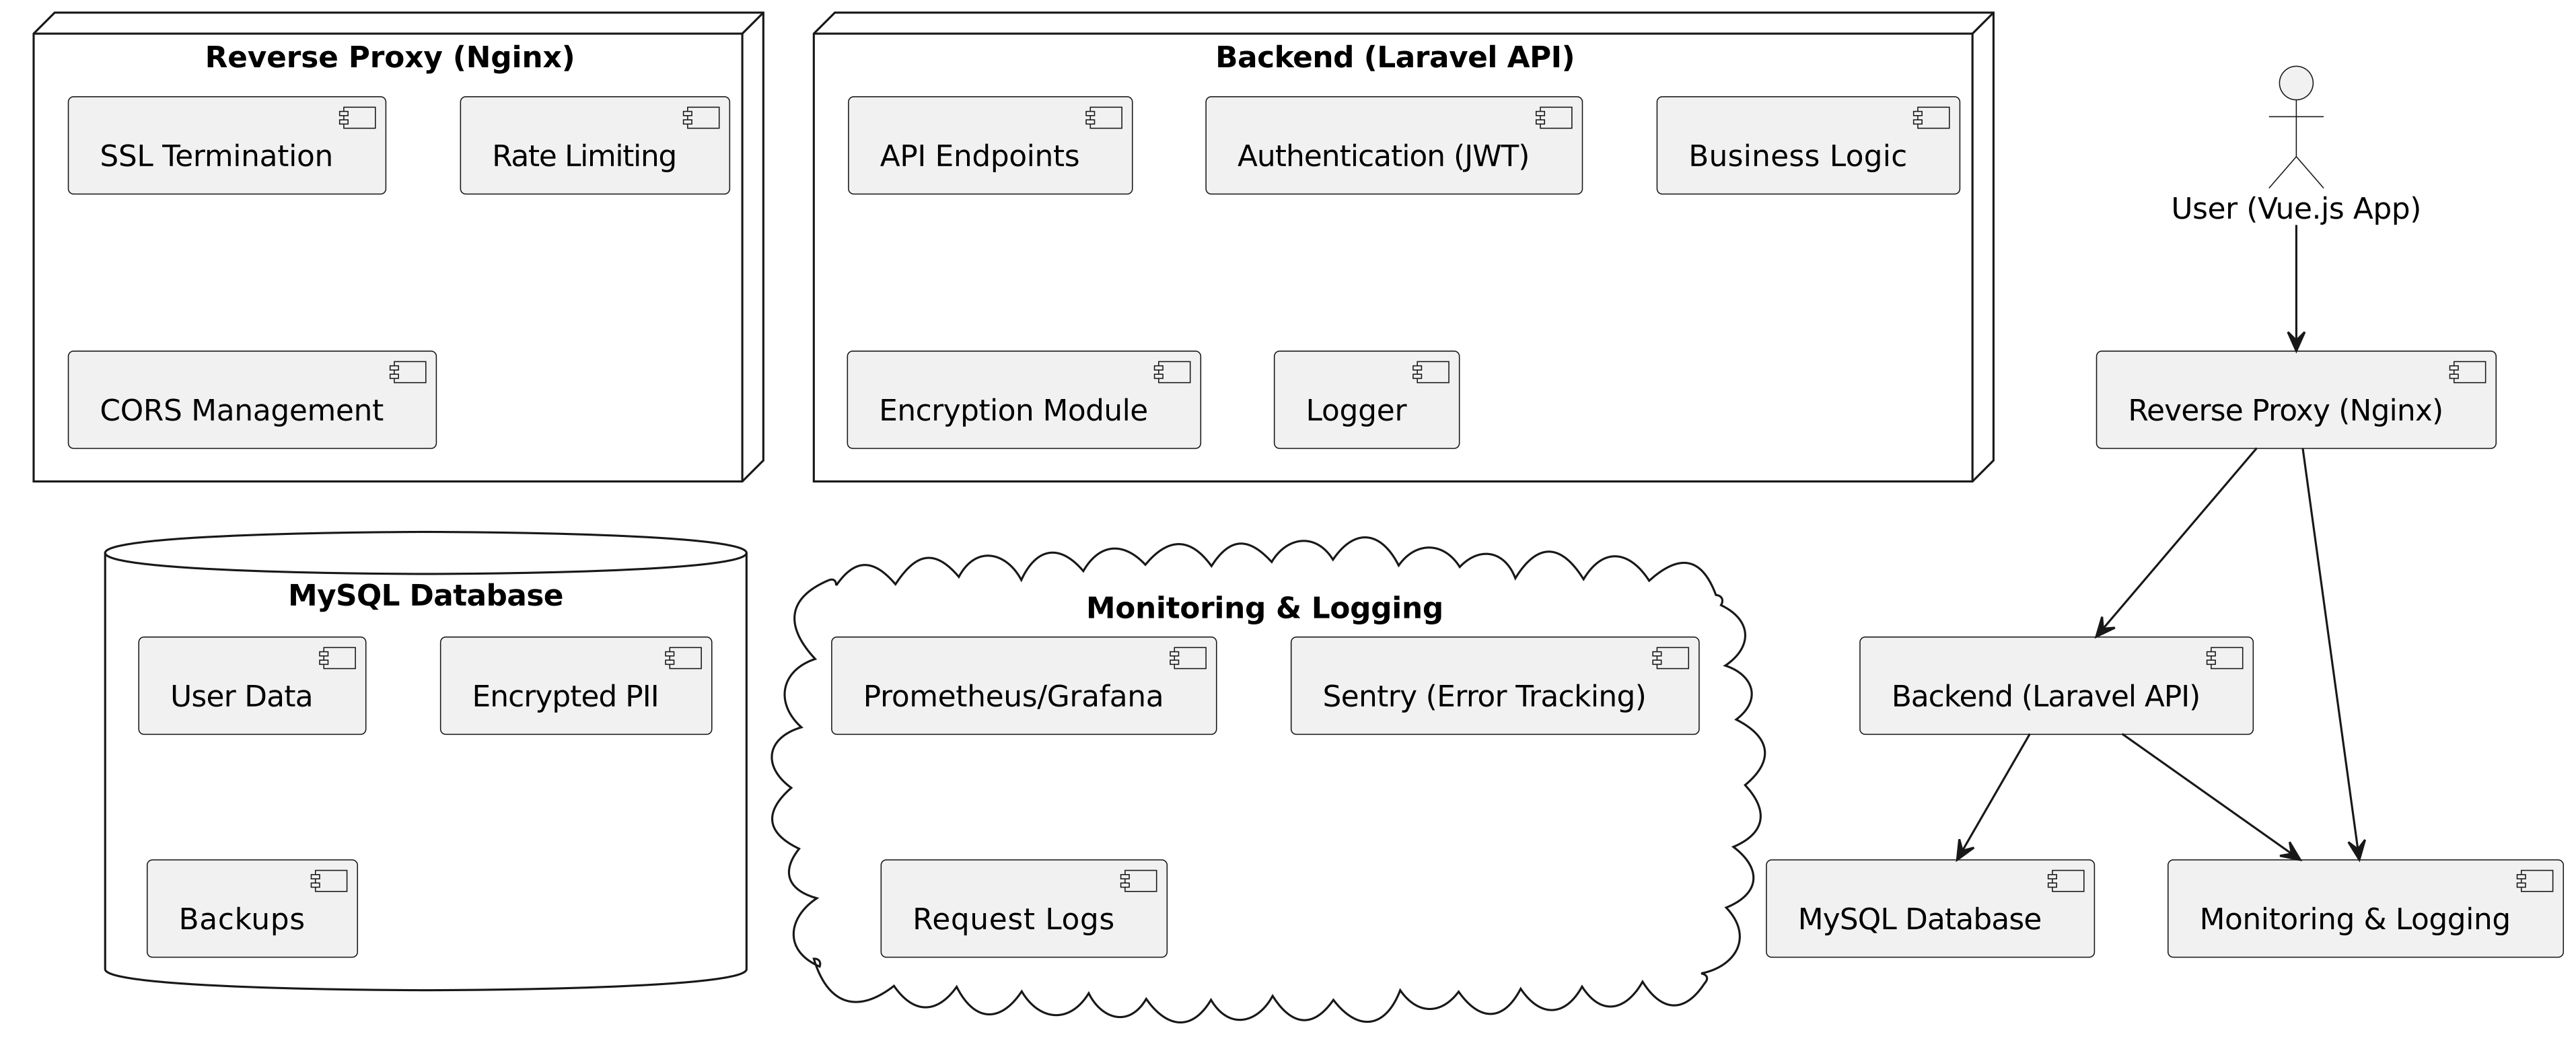 Reverse Proxy (Nginx)
SSL Termination
Rate Limiting
CORS Management
Backend (Laravel API)
API Endpoints
Authentication (JWT)
Business Logic
Encryption Module
Logger
User (Vue.js App)
Reverse Proxy (Nginx)
MySQL Database
User Data
Encrypted PII
Backups
Monitoring & Logging
Prometheus/Grafana
Sentry (Error Tracking)
Request Logs
Backend (Laravel API)
MySQL Database
Monitoring & Logging